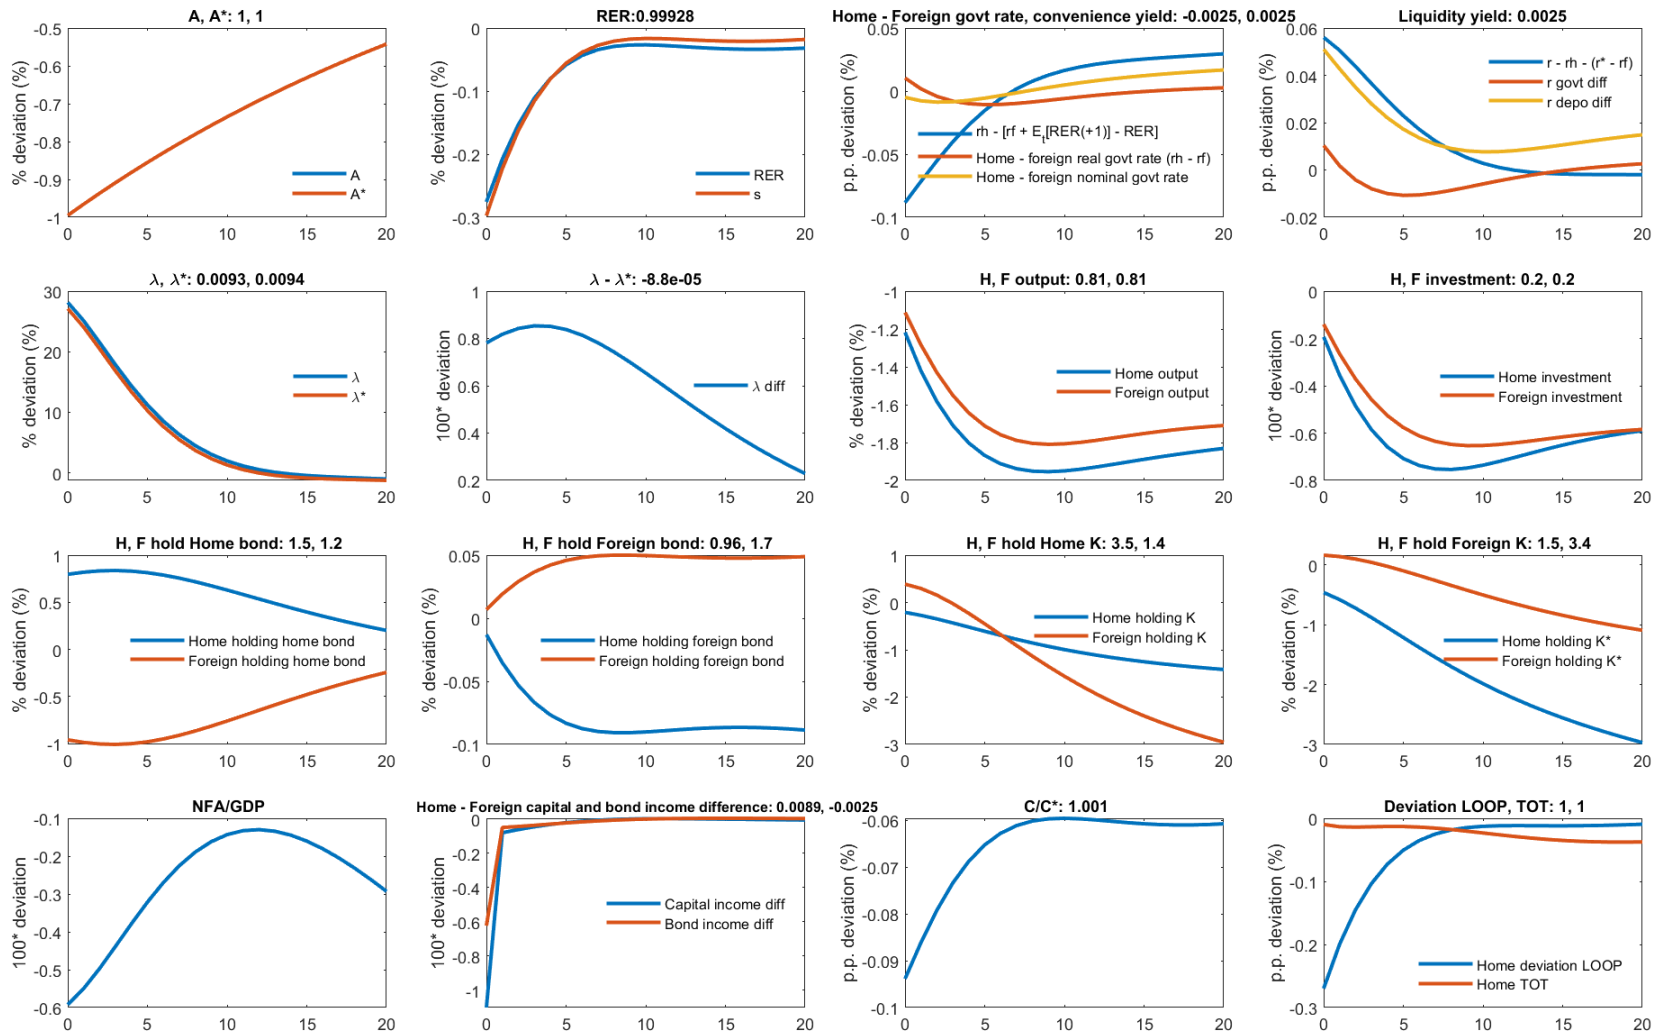 A, A*: 1, 1
% deviation (%)
-0.5
-0.6
-0.7
-0.8
-0.9
-1
A
A*
0 5 10 15 20
RER:0.99928
% deviation (%)
0
-0.1
-0.2
-0.3
RER
s
0 5 10 15 20
Home - Foreign govt rate, convenience yield: -0.0025, 0.0025
p.p. deviation (%)
0.05
0
-0.05
-0.1
rh - [rf + E_t[RER(+1)] - RER]
Home - foreign real govt rate (rh - rf)
Home - foreign nominal govt rate
0 5 10 15 20
Liquidity yield: 0.0025
p.p. deviation (%)
0.06
0.04
0.02
0
-0.02
r - rh - (r* - rf)
r govt diff
r depo diff
0 5 10 15 20
λ, λ*: 0.0093, 0.0094
% deviation (%)
30
20
10
0
λ
λ*
0 5 10 15 20
λ - λ*: -8.8e-05
100* deviation
1
0.8
0.6
0.4
0.2
λ diff
0 5 10 15 20
H, F output: 0.81, 0.81
% deviation (%)
-1
-1.2
-1.4
-1.6
-1.8
-2
Home output
Foreign output
0 5 10 15 20
H, F investment: 0.2, 0.2
100* deviation
0
-0.2
-0.4
-0.6
-0.8
Home investment
Foreign investment
0 5 10 15 20
H, F hold Home bond: 1.5, 1.2
% deviation (%)
1
0.5
0
-0.5
-1
Home holding home bond
Foreign holding home bond
0 5 10 15 20
H, F hold Foreign bond: 0.96, 1.7
% deviation (%)
0.05
0
-0.05
-0.1
Home holding foreign bond
Foreign holding foreign bond
0 5 10 15 20
H, F hold Home K: 3.5, 1.4
% deviation (%)
1
0
-1
-2
-3
Home holding K
Foreign holding K
0 5 10 15 20
H, F hold Foreign K: 1.5, 3.4
% deviation (%)
0
-1
-2
-3
Home holding K*
Foreign holding K*
0 5 10 15 20
NFA/GDP
100* deviation
-0.1
-0.2
-0.3
-0.4
-0.5
-0.6
0 5 10 15 20
Home - Foreign capital and bond income difference: 0.0089, -0.0025
100* deviation
0
-0.2
-0.4
-0.6
-0.8
-1
Capital income diff
Bond income diff
0 5 10 15 20
C/C*: 1.001
p.p. deviation (%)
-0.06
-0.07
-0.08
-0.09
-0.1
0 5 10 15 20
Deviation LOOP, TOT: 1, 1
p.p. deviation (%)
0
-0.1
-0.2
-0.3
Home deviation LOOP
Home TOT
0 5 10 15 20